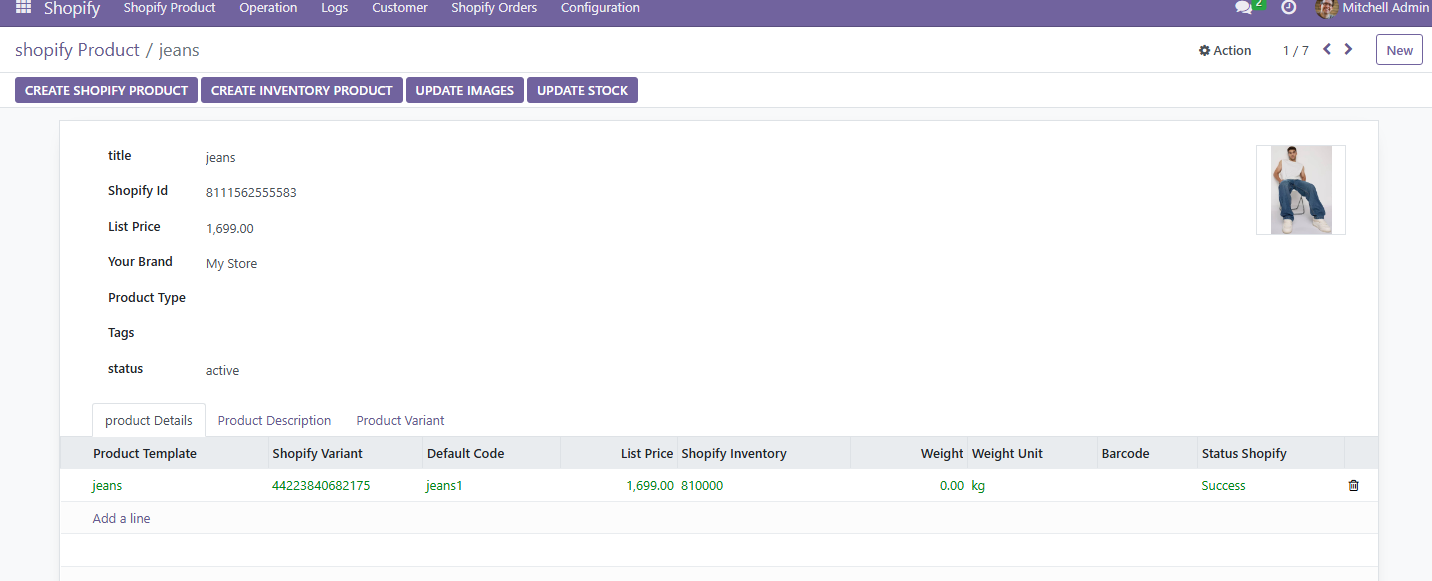 Shopify Shopify Product Operation Logs Customer Shopify Orders Configuration 2 Mitchell Admin
shopify Product / jeans Action 1 / 7 New
CREATE SHOPIFY PRODUCT CREATE INVENTORY PRODUCT UPDATE IMAGES UPDATE STOCK
title jeans
Shopify Id 8111562555583
List Price 1,699.00
Your Brand My Store
Product Type
Tags
status active
product Details Product Description Product Variant
Product Template Shopify Variant Default Code List Price Shopify Inventory Weight Weight Unit Barcode Status Shopify
jeans 44223840682175 jeans1 1,699.00 810000 0.00 kg Success
Add a line